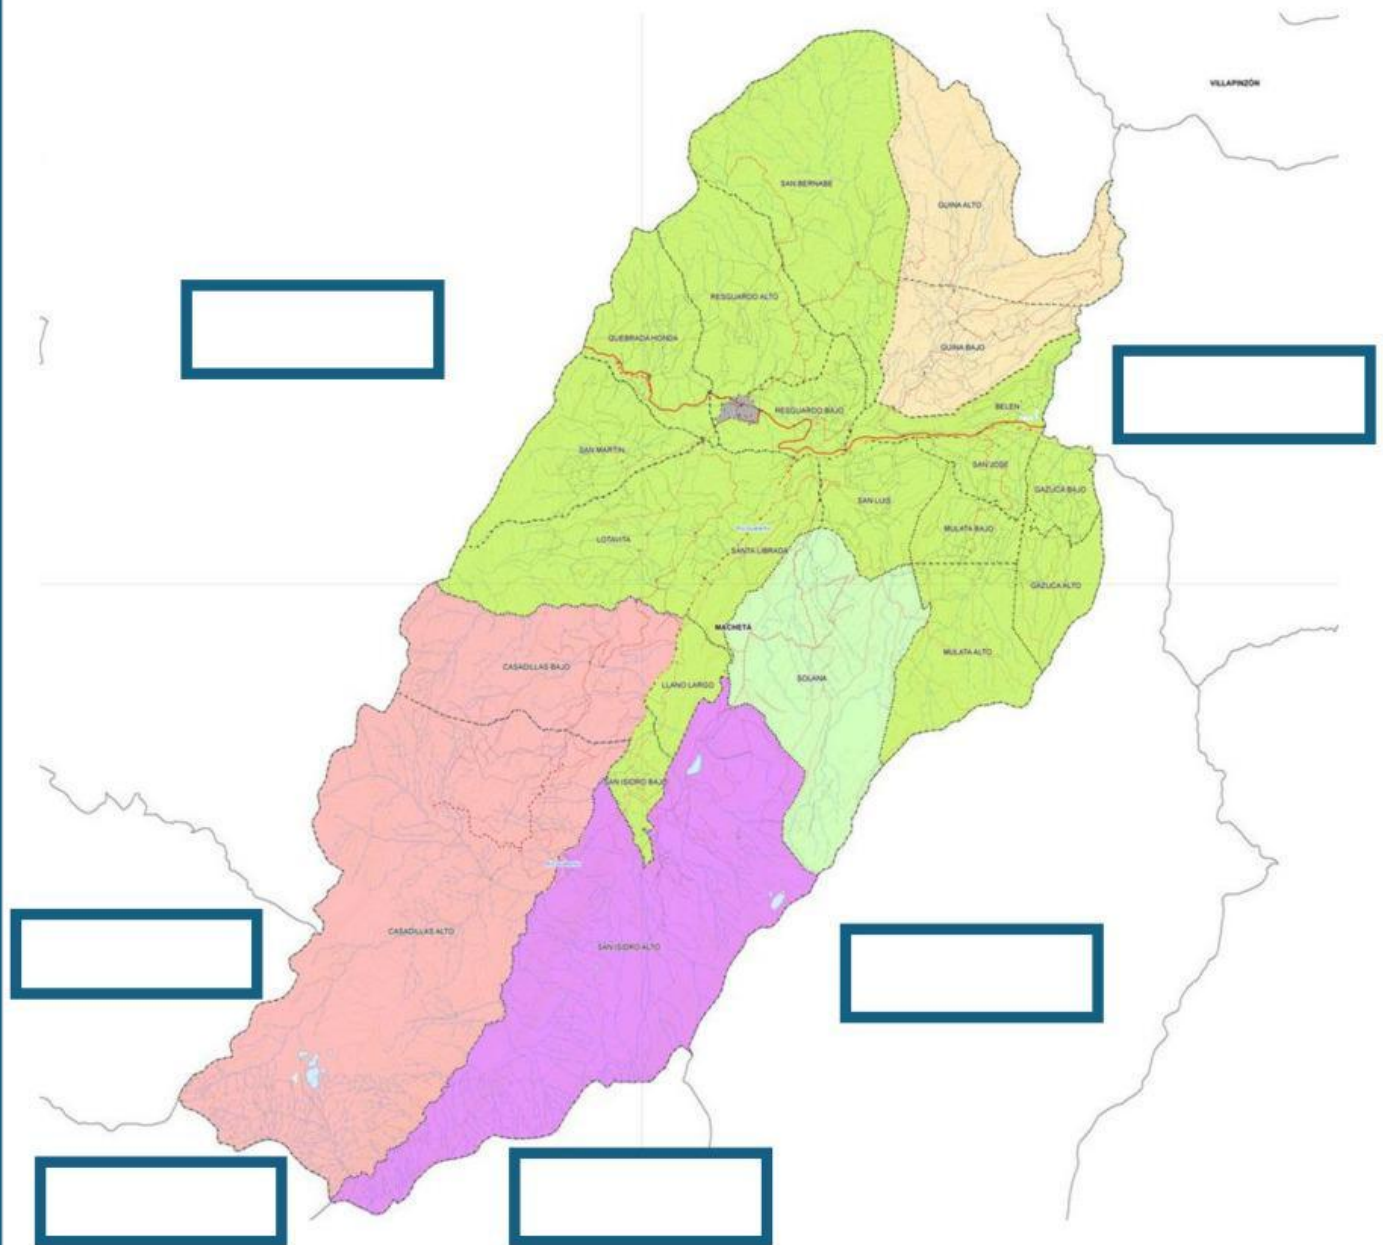 VILLAPINZÓN
SAN BERNABE
GUINA ALTO
RESGUARDO ALTO
QUEBRADA HONDA
GUINA BAJO
BELEN
RESGUARDO BAJO
SAN MARTIN
SAN JOSE
GAZUCA BAJO
SAN LUIS
MULATA BAJO
LOTAVITA
SANTA LIBRADA
GAZUCA ALTO
MACHETÁ
MULATA ALTO
CASADILLAS BAJO
SOLANA
LLANO LARGO
SAN ISIDRO BAJO
CASADILLAS ALTO
SAN ISIDRO ALTO